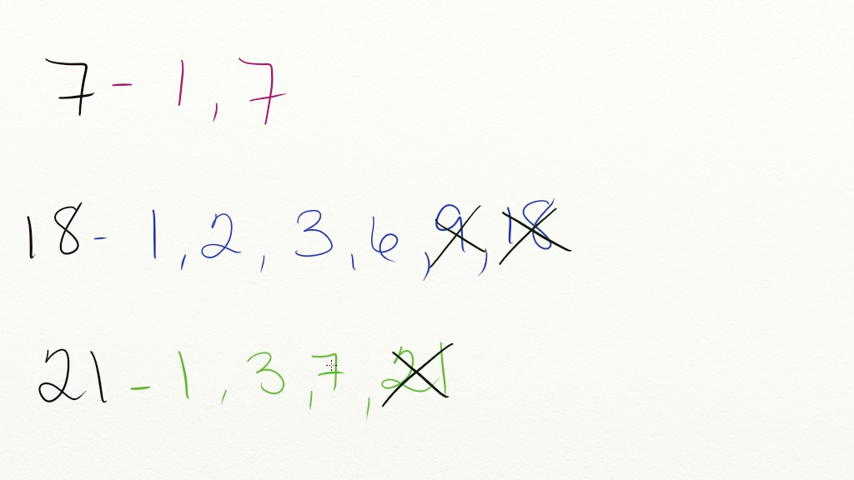 7 - 1, 7
18 - 1, 2, 3, 6, 9, 18
21 - 1, 3, 7, 21